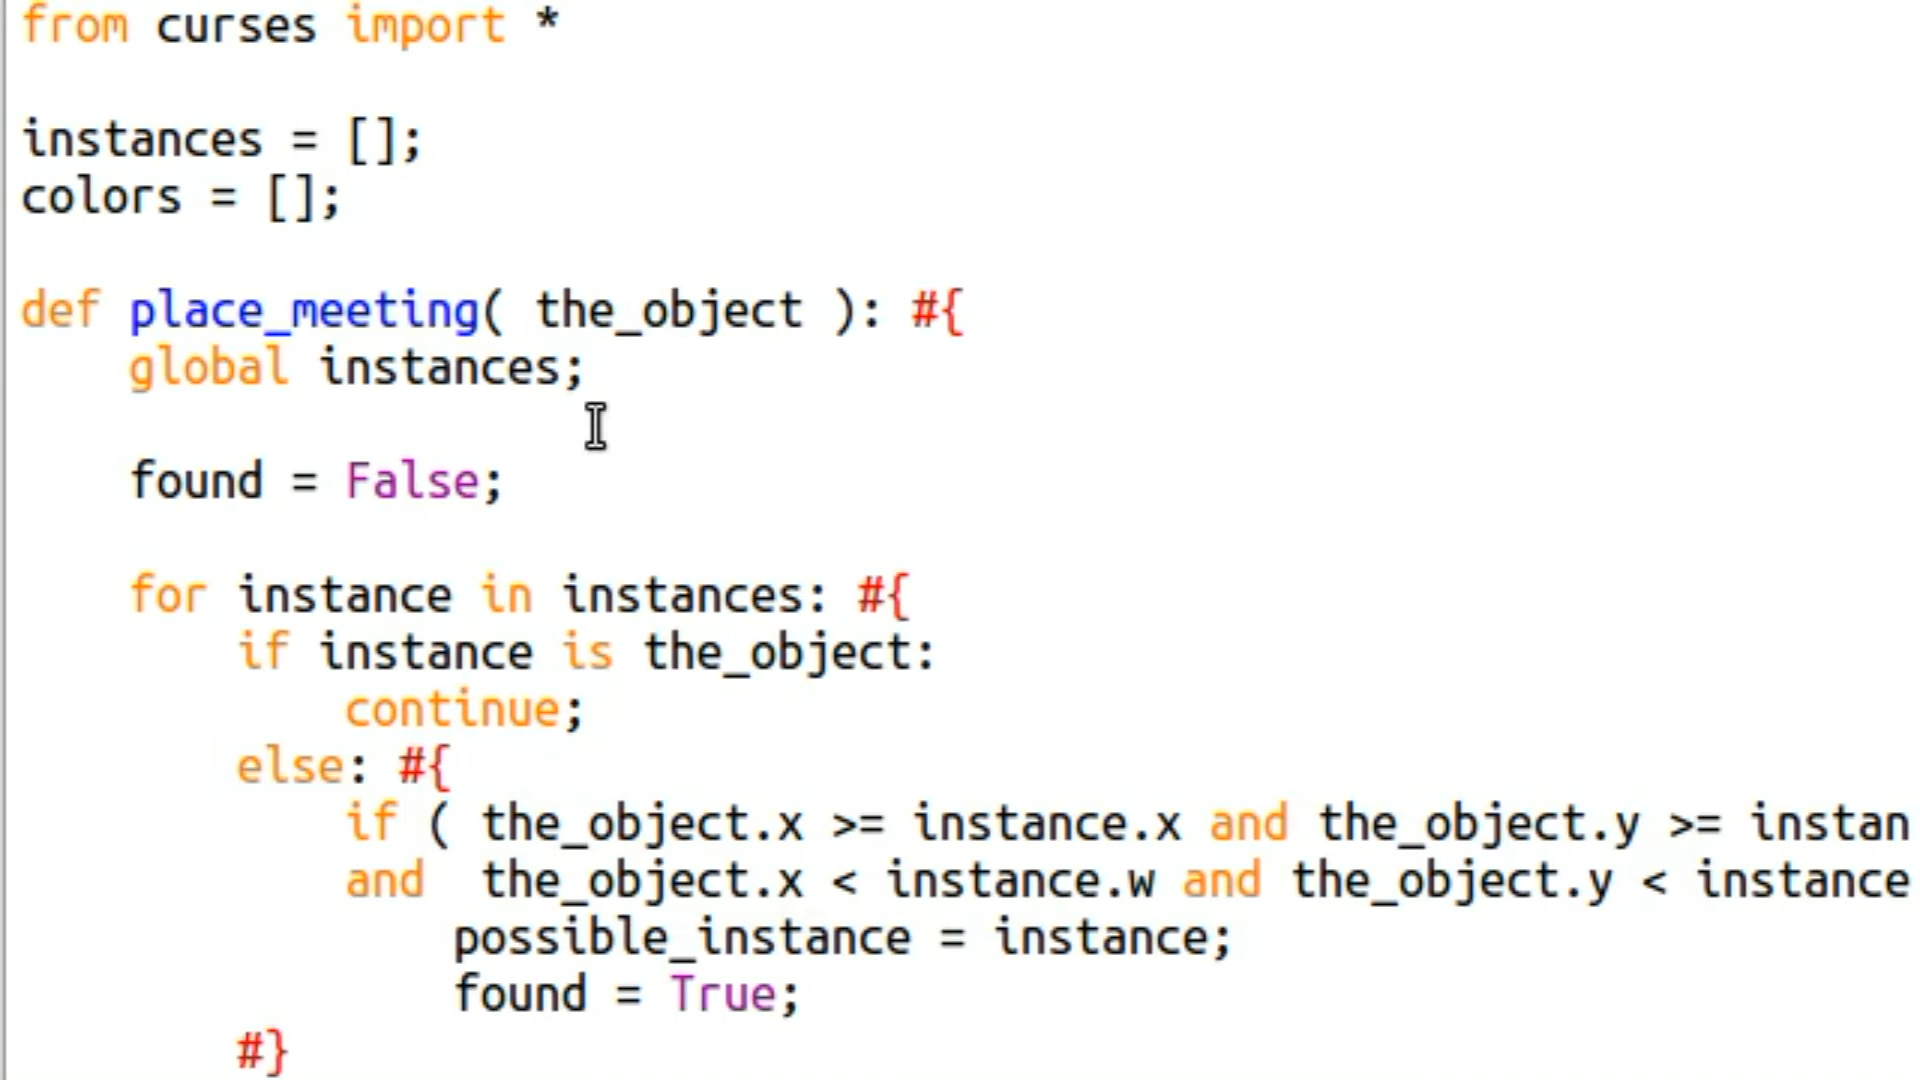 from curses import *
instances = [];
colors = [];
def place_meeting( the_object ): #{
global instances;
found = False;
for instance in instances: #{
if instance is the_object:
continue;
else: #{
if ( the_object.x >= instance.x and the_object.y >= instan
and  the_object.x < instance.w and the_object.y < instance
possible_instance = instance;
found = True;
#}